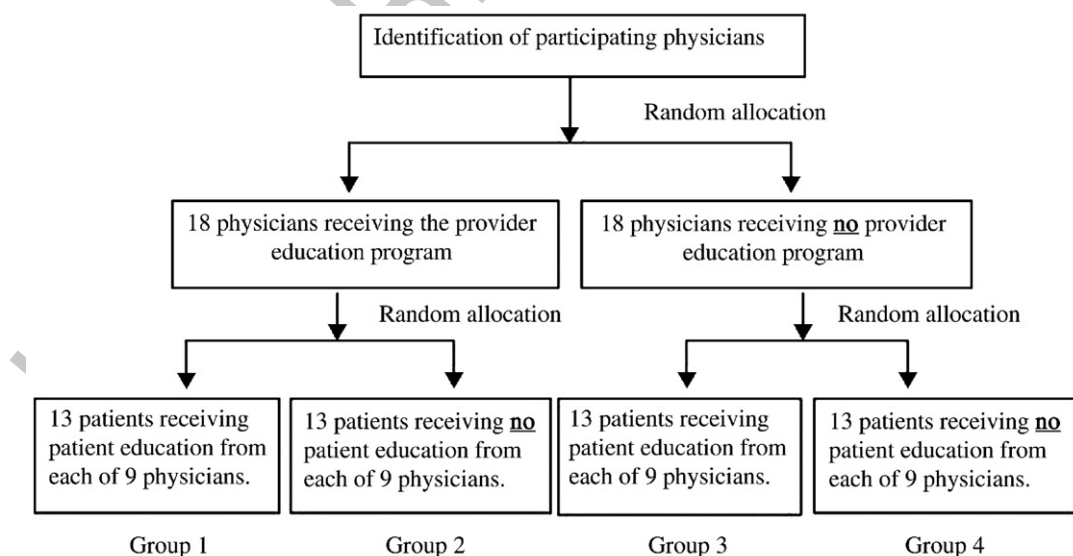 Identification of participating physicians
Random allocation
18 physicians receiving the provider
education program
18 physicians receiving no provider
education program
Random allocation
Random allocation
13 patients receiving
patient education from
each of 9 physicians.
13 patients receiving no
patient education from
each of 9 physicians.
13 patients receiving
patient education from
each of 9 physicians.
13 patients receiving no
patient education from
each of 9 physicians.
Group 1
Group 2
Group 3
Group 4